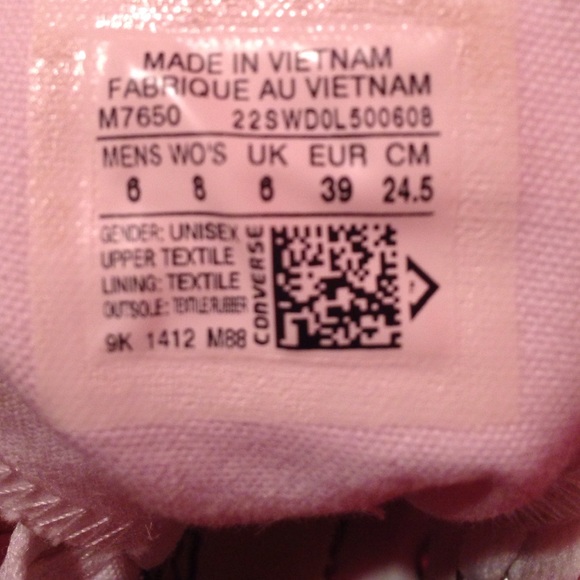 MADE IN VIETNAM
FABRIQUE AU VIETNAM
M7650 22SWD0L500608
MENS WO'S UK EUR CM
6 8 6 39 24.5
GENDER: UNISEX
UPPER TEXTILE
LINING: TEXTILE
OUTSOLE: TEXTILE/RUBBER
9K 1412 M88
CONVERSE